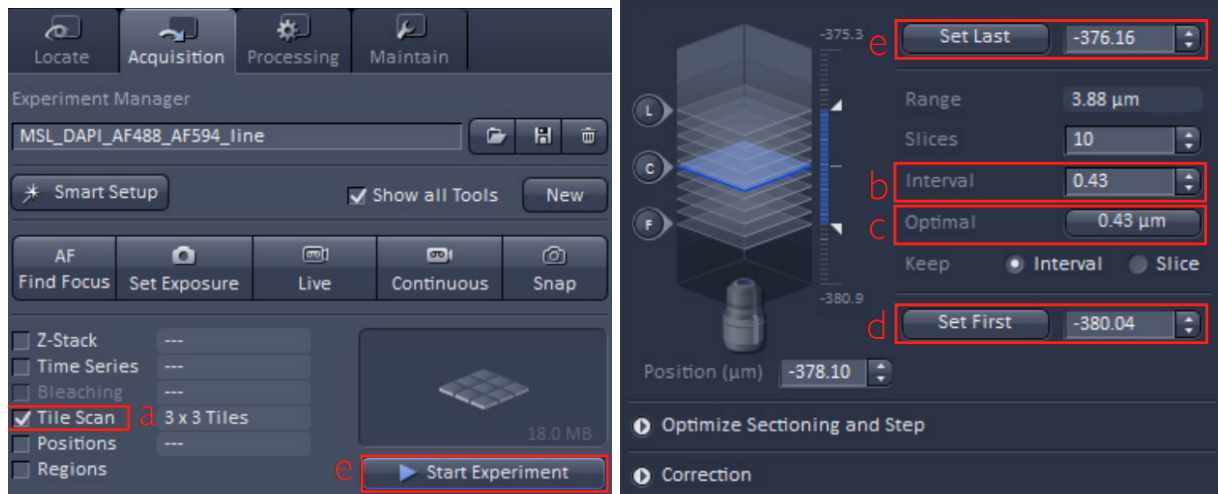 Locate Acquisition Processing Maintain
Experiment Manager
MSL_DAPI_AF488_AF594_line
Smart Setup Show all Tools New
AF
Find Focus Set Exposure Live Continuous Snap
Z-Stack ---
Time Series ---
Bleaching ---
Tile Scan a 3 x 3 Tiles
Positions ---
Regions
18.0 MB
e Start Experiment
-375.3 e Set Last -376.16
Range 3.88 µm
L
Slices 10
C
b Interval 0.43
F
c Optimal 0.43 µm
Keep Interval Slice
-380.9
d Set First -380.04
Position (µm) -378.10
Optimize Sectioning and Step
Correction